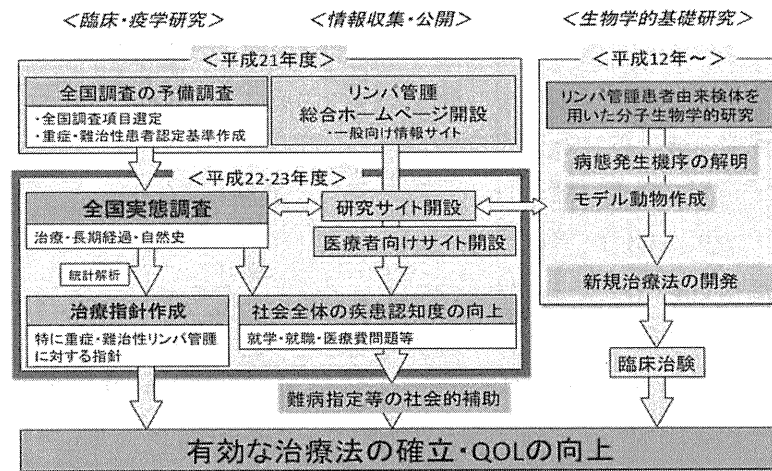 ＜臨床・疫学研究＞
＜情報収集・公開＞
＜生物学的基礎研究＞
＜平成21年度＞
全国調査の予備調査
・全国調査項目選定
・重症・難治性患者認定基準作成
リンパ管腫
総合ホームページ開設
・一般向け情報サイト
＜平成12年～＞
リンパ管腫患者由来検体を
用いた分子生物学的研究
病態発生機序の解明
モデル動物作成
新規治療法の開発
臨床治験
＜平成22-23年度＞
全国実態調査
治療・長期経過・自然史
研究サイト開設
医療者向けサイト開設
統計解析
治療指針作成
特に重症・難治性リンパ管腫
に対する指針
社会全体の疾患認知度の向上
就学・就職・医療費問題等
難病指定等の社会的補助
有効な治療法の確立・QOLの向上